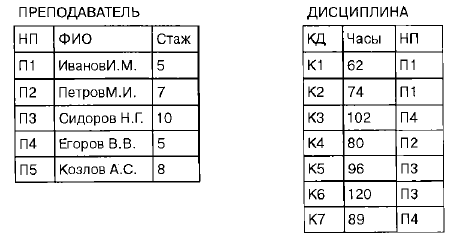 ПРЕПОДАВАТЕЛЬ
НП ФИО Стаж
П1 ИвановИ.М. 5
П2 ПетровМ.И. 7
П3 Сидоров Н.Г. 10
П4 Егоров В.В. 5
П5 Козлов А.С. 8
ДИСЦИПЛИНА
КД Часы НП
К1 62 П1
К2 74 П1
К3 102 П4
К4 80 П2
К5 96 П3
К6 120 П3
К7 89 П4